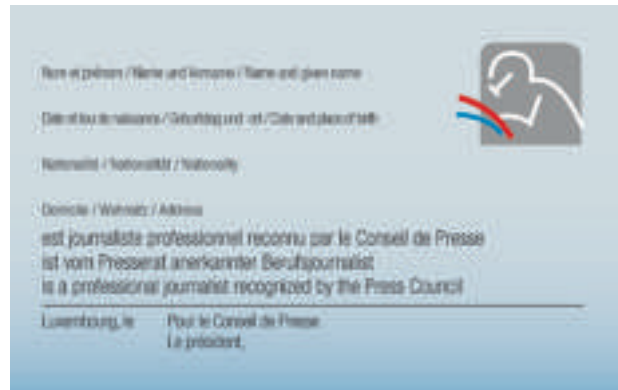 Nom et prénom / Name und Vorname / Name and given name
Date et lieu de naissance / Geburtstag und -ort / Date and place of birth
Nationalité / Nationalität / Nationality
Domicile / Wohnsitz / Address
est journaliste professionnel reconnu par le Conseil de Presse
ist vom Presserat anerkannter Berufsjournalist
is a professional journalist recognized by the Press Council
Luxembourg, le Pour le Conseil de Presse
Le président,